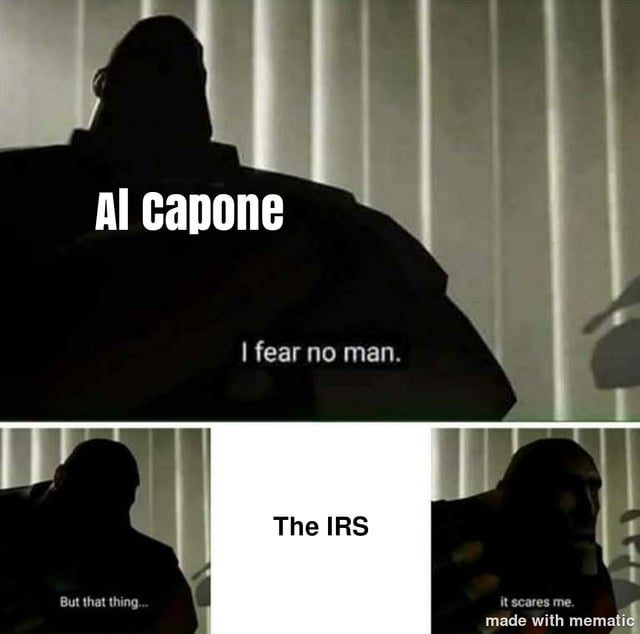 Al Capone
I fear no man.
The IRS
But that thing...
it scares me.
made with mematic